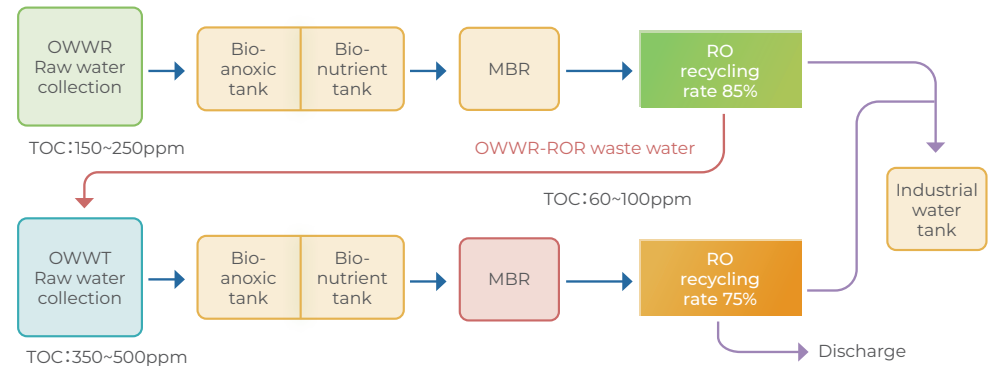 OWWR
Raw water
collection
Bio-
anoxic
tank
Bio-
nutrient
tank
MBR
RO
recycling
rate 85%
TOC：150~250ppm
OWWR-ROR waste water
TOC：60~100ppm
Industrial
water
tank
OWWT
Raw water
collection
Bio-
anoxic
tank
Bio-
nutrient
tank
MBR
RO
recycling
rate 75%
TOC：350~500ppm
Discharge